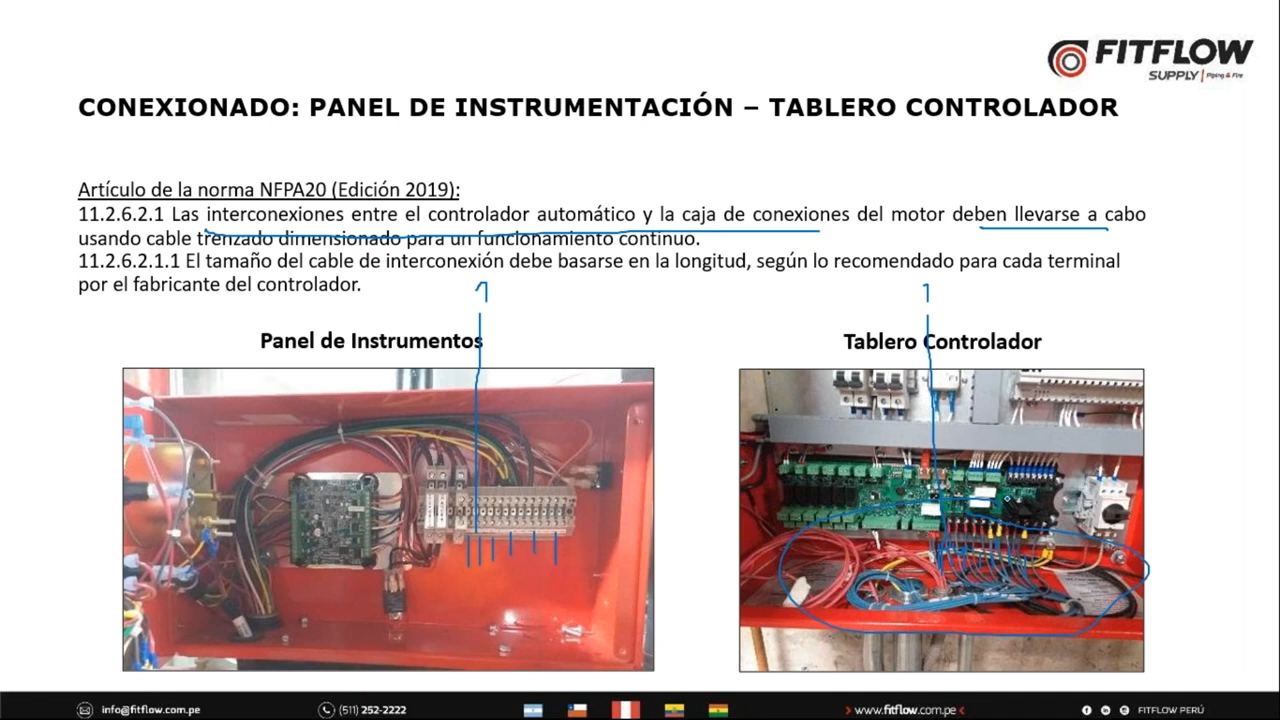 FITFLOW
SUPPLY | Piping & Fire
CONEXIONADO: PANEL DE INSTRUMENTACIÓN – TABLERO CONTROLADOR
Artículo de la norma NFPA20 (Edición 2019):
11.2.6.2.1 Las interconexiones entre el controlador automático y la caja de conexiones del motor deben llevarse a cabo
usando cable trenzado dimensionado para un funcionamiento continuo.
11.2.6.2.1.1 El tamaño del cable de interconexión debe basarse en la longitud, según lo recomendado para cada terminal
por el fabricante del controlador.
1 1
Panel de Instrumentos Tablero Controlador
info@fitflow.com.pe (511) 252-2222 www.fitflow.com.pe FITFLOW PERÚ